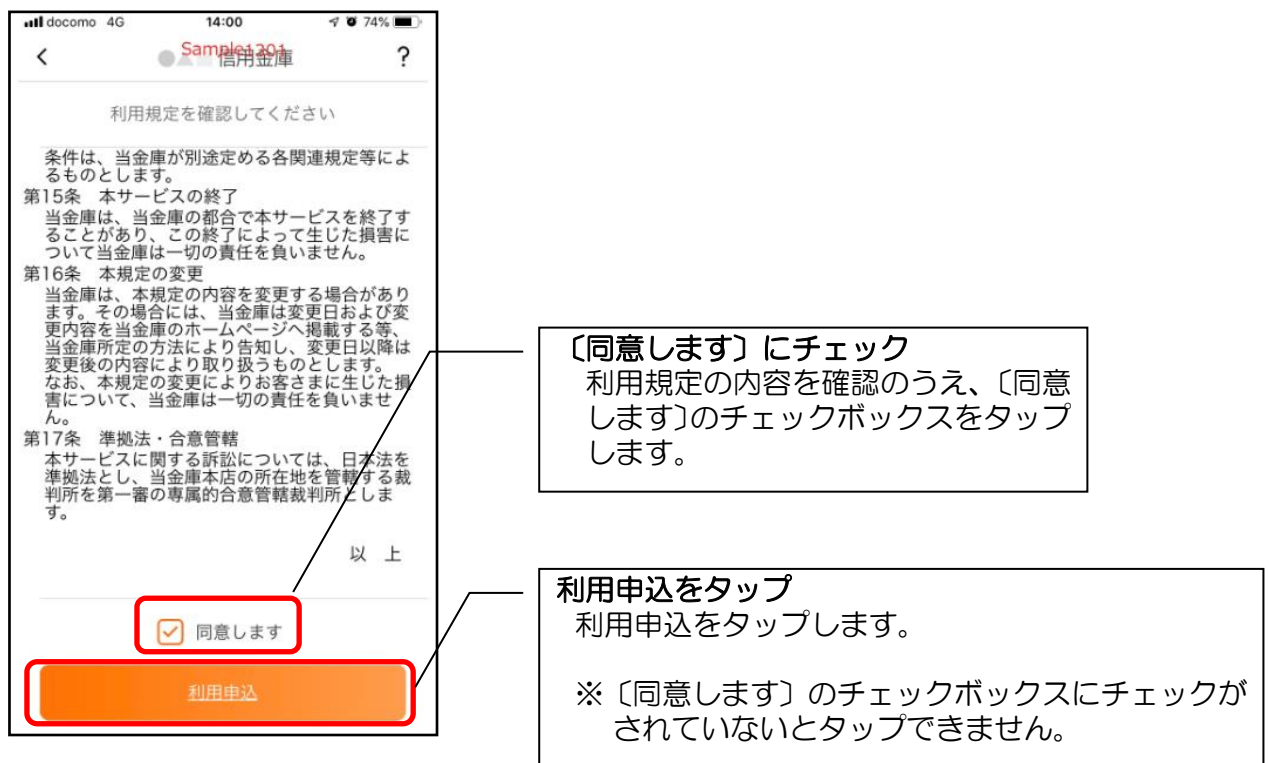 docomo 4G 14:00 74%
Sample1201
●▲■信用金庫 ?
利用規定を確認してください
条件は、当金庫が別途定める各関連規定等によ
るものとします。
第15条　本サービスの終了
当金庫は、当金庫の都合で本サービスを終了す
ることがあり、この終了によって生じた損害に
ついて当金庫は一切の責任を負いません。
第16条　本規定の変更
当金庫は、本規定の内容を変更する場合があり
ます。その場合には、当金庫は変更日および変
更内容を当金庫のホームページへ掲載する等、
当金庫所定の方法により告知し、変更日以降は
変更後の内容により取り扱うものとします。
なお、本規定の変更によりお客さまに生じた損
害について、当金庫は一切の責任を負いませ
ん。
第17条　準拠法・合意管轄
本サービスに関する訴訟については、日本法を
準拠法とし、当金庫本店の所在地を管轄する裁
判所を第一審の専属的合意管轄裁判所としま
す。
以　上
同意します
利用申込
〔同意します〕にチェック
利用規定の内容を確認のうえ、〔同意
します〕のチェックボックスをタップ
します。
利用申込をタップ
利用申込をタップします。
※〔同意します〕のチェックボックスにチェックが
されていないとタップできません。